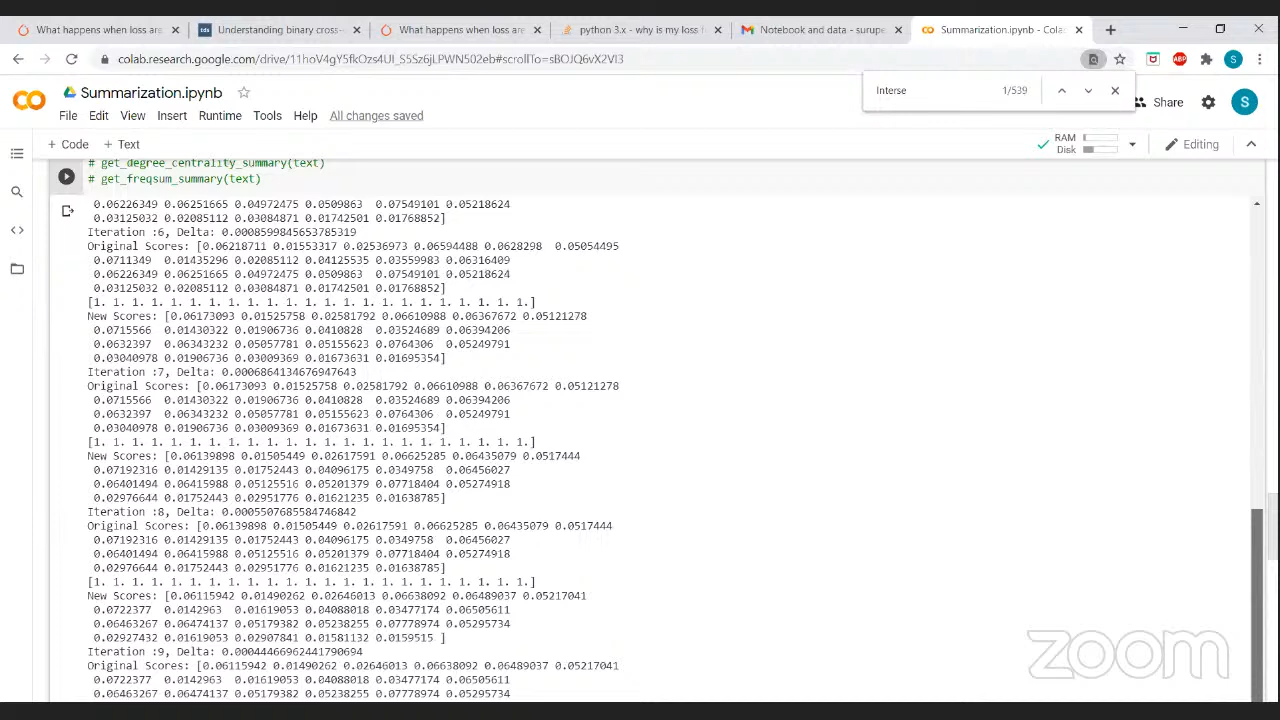 What happens when loss are
Understanding binary cross-
What happens when loss are
python 3.x - why is my loss
Notebook and data - surupe
Summarization.ipynb - Colab
colab.research.google.com/drive/11hoV4gY5fkOzs4UI_S5Sz6jLPWN502eb#scrollTo=sBOJQ6vX2VI3
Interse 1/539
Summarization.ipynb
Share
S
File Edit View Insert Runtime Tools Help All changes saved
+ Code + Text
RAM
Disk
Editing
# get_degree_centrality_summary(text)
# get_freqsum_summary(text)
0.06226349 0.06251665 0.04972475 0.0509863 0.07549101 0.05218624
0.03125032 0.02085112 0.03084871 0.01742501 0.01768852]
Iteration :6, Delta: 0.0008599845653785319
Original Scores: [0.06218711 0.01553317 0.02536973 0.06594488 0.0628298 0.05054495
0.0711349 0.01435296 0.02085112 0.04125535 0.03559983 0.06316409
0.06226349 0.06251665 0.04972475 0.0509863 0.07549101 0.05218624
0.03125032 0.02085112 0.03084871 0.01742501 0.01768852]
[1. 1. 1. 1. 1. 1. 1. 1. 1. 1. 1. 1. 1. 1. 1. 1. 1. 1. 1. 1. 1. 1. 1.]
New Scores: [0.06173093 0.01525758 0.02581792 0.06610988 0.06367672 0.05121278
0.0715566 0.01430322 0.01906736 0.0410828 0.03524689 0.06394206
0.0632397 0.06343232 0.05057781 0.05155623 0.0764306 0.05249791
0.03040978 0.01906736 0.03009369 0.01673631 0.01695354]
Iteration :7, Delta: 0.0006864134676947643
Original Scores: [0.06173093 0.01525758 0.02581792 0.06610988 0.06367672 0.05121278
0.0715566 0.01430322 0.01906736 0.0410828 0.03524689 0.06394206
0.0632397 0.06343232 0.05057781 0.05155623 0.0764306 0.05249791
0.03040978 0.01906736 0.03009369 0.01673631 0.01695354]
[1. 1. 1. 1. 1. 1. 1. 1. 1. 1. 1. 1. 1. 1. 1. 1. 1. 1. 1. 1. 1. 1. 1.]
New Scores: [0.06139898 0.01505449 0.02617591 0.06625285 0.06435079 0.0517444
0.07192316 0.01429135 0.01752443 0.04096175 0.0349758 0.06456027
0.06401494 0.06415988 0.05125516 0.05201379 0.07718404 0.05274918
0.02976644 0.01752443 0.02951776 0.01621235 0.01638785]
Iteration :8, Delta: 0.0005507685584746842
Original Scores: [0.06139898 0.01505449 0.02617591 0.06625285 0.06435079 0.0517444
0.07192316 0.01429135 0.01752443 0.04096175 0.0349758 0.06456027
0.06401494 0.06415988 0.05125516 0.05201379 0.07718404 0.05274918
0.02976644 0.01752443 0.02951776 0.01621235 0.01638785]
[1. 1. 1. 1. 1. 1. 1. 1. 1. 1. 1. 1. 1. 1. 1. 1. 1. 1. 1. 1. 1. 1. 1.]
New Scores: [0.06115942 0.01490262 0.02646013 0.06638092 0.06489037 0.05217041
0.0722377 0.0142963 0.01619053 0.04088018 0.03477174 0.06505611
0.06463267 0.06474137 0.05179382 0.05238255 0.07778974 0.05295734
0.02927432 0.01619053 0.02907841 0.01581132 0.0159515 ]
Iteration :9, Delta: 0.00044466962441790694
Original Scores: [0.06115942 0.01490262 0.02646013 0.06638092 0.06489037 0.05217041
0.0722377 0.0142963 0.01619053 0.04088018 0.03477174 0.06505611
0.06463267 0.06474137 0.05179382 0.05238255 0.07778974 0.05295734
zoom